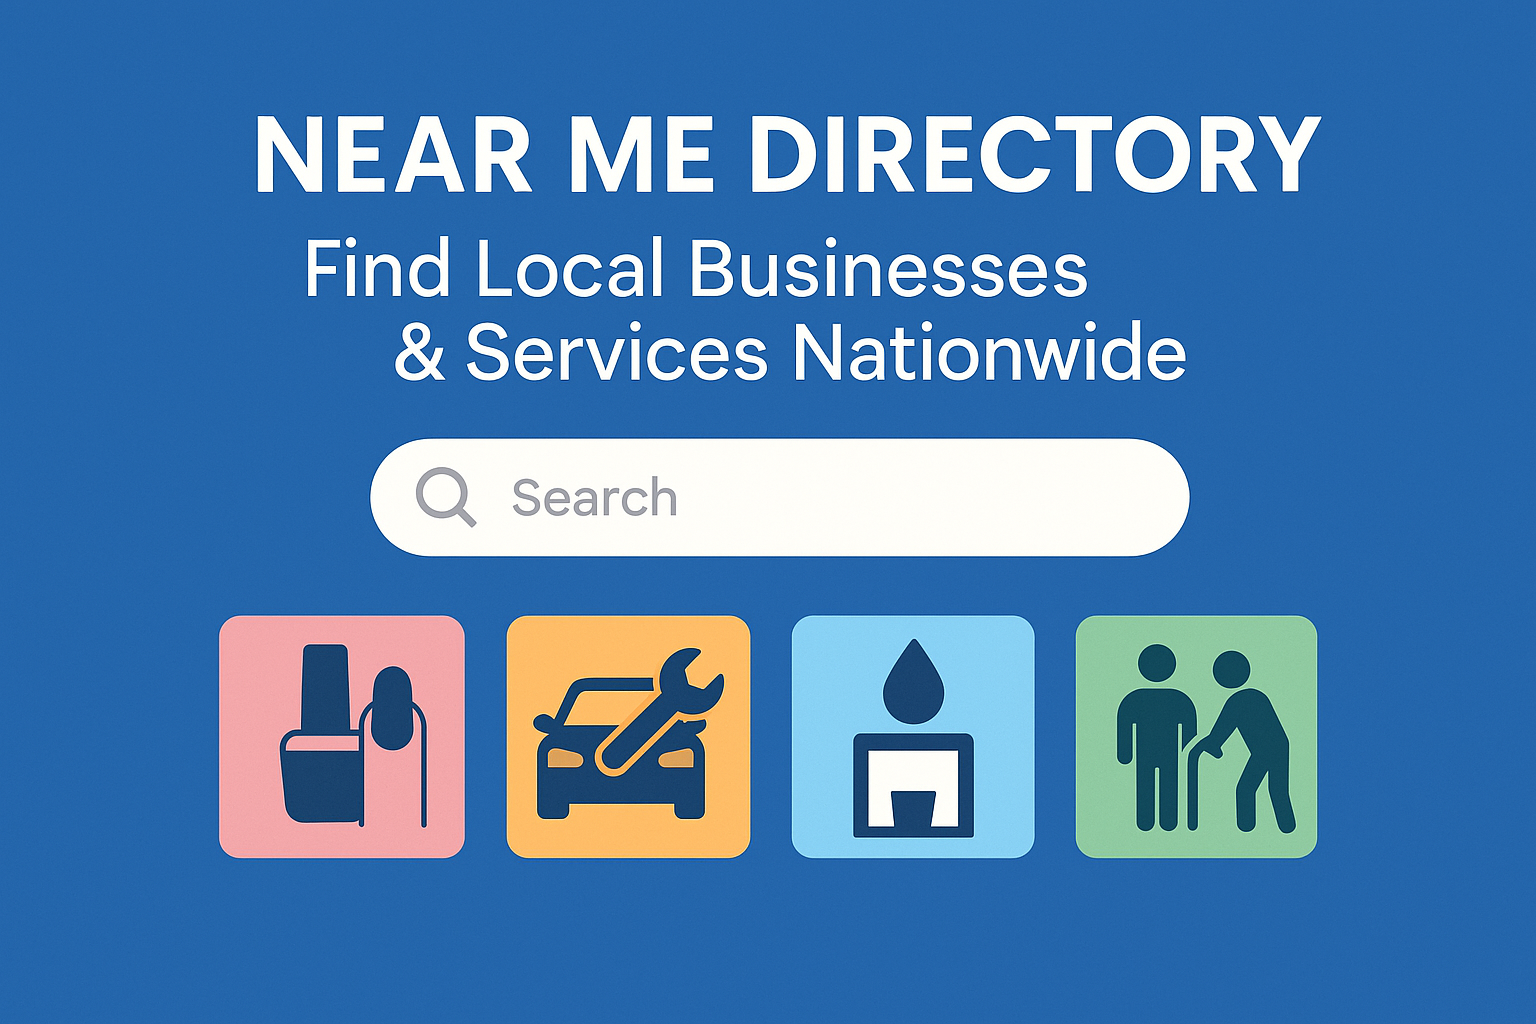 NEAR ME DIRECTORY
Find Local Businesses
& Services Nationwide
Search